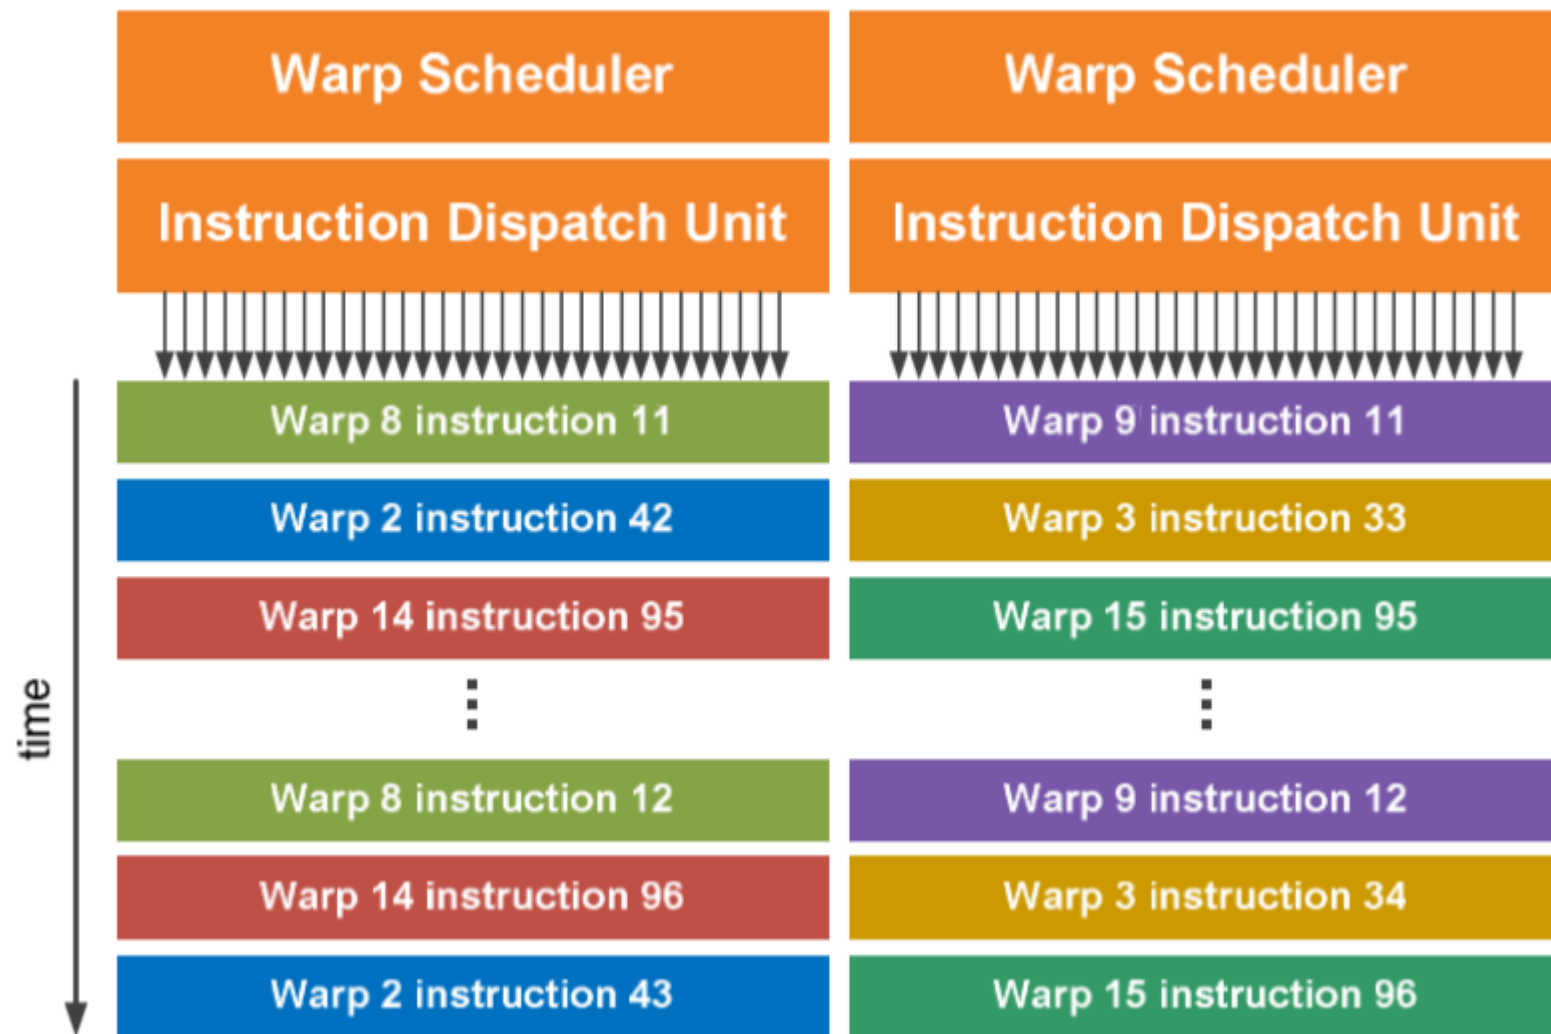 Warp Scheduler
Instruction Dispatch Unit
Warp 8 instruction 11
Warp 2 instruction 42
Warp 14 instruction 95
Warp 8 instruction 12
Warp 14 instruction 96
Warp 2 instruction 43
Warp Scheduler
Instruction Dispatch Unit
Warp 9 instruction 11
Warp 3 instruction 33
Warp 15 instruction 95
Warp 9 instruction 12
Warp 3 instruction 34
Warp 15 instruction 96
time